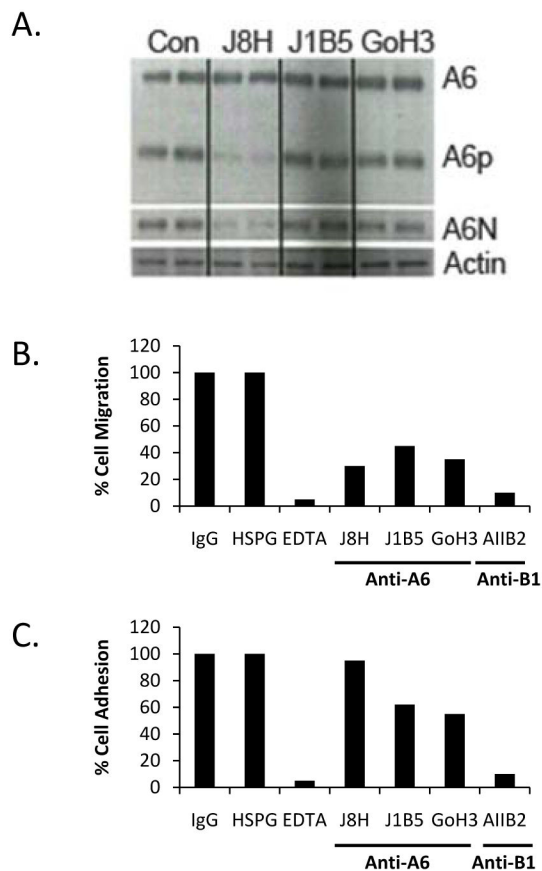 A.
Con J8H J1B5 GoH3
A6
A6p
A6N
Actin
B.
% Cell Migration
120
100
80
60
40
20
0
IgG HSPG EDTA J8H J1B5 GoH3 AIIB2
Anti-A6 Anti-B1
C.
% Cell Adhesion
120
100
80
60
40
20
0
IgG HSPG EDTA J8H J1B5 GoH3 AIIB2
Anti-A6 Anti-B1